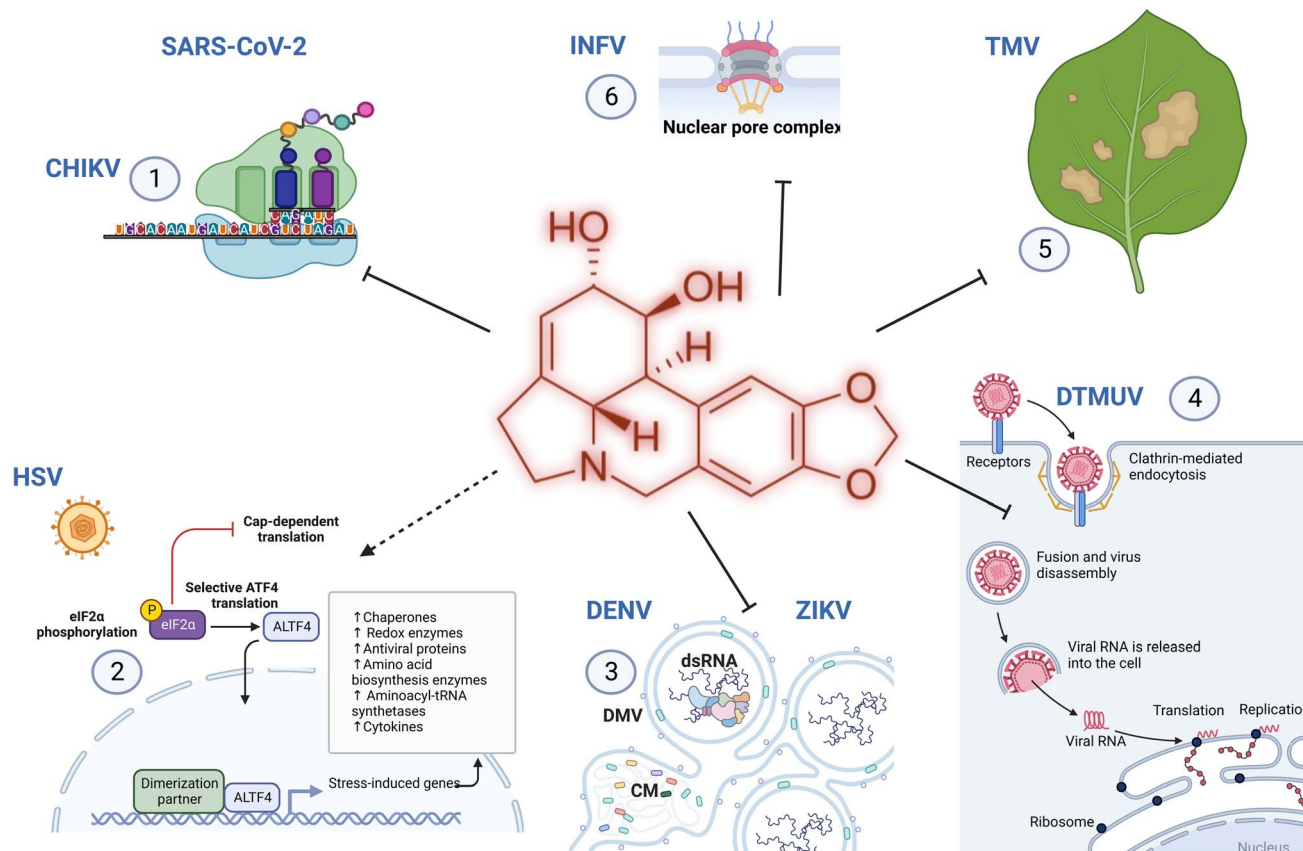 SARS-CoV-2
INFV
6
Nuclear pore complex
TMV
CHIKV
1
UGCACAAUGAUCAUCGUCUAGAU
5
HO
OH
H
H
N
O
O
DTMUV
4
Receptors
Clathrin-mediated
endocytosis
Fusion and virus
disassembly
Viral RNA is released
into the cell
Viral RNA
Translation
Replicatio
Ribosome
Nucleus
HSV
Cap-dependent
translation
Selective ATF4
translation
P
eIF2α
phosphorylation
eIF2α
ALTF4
2
↑Chaperones
↑ Redox enzymes
↑Antiviral proteins
↑Amino acid
biosynthesis enzymes
↑ Aminoacyl-tRNA
synthetases
↑Cytokines
Dimerization
partner
ALTF4
Stress-induced genes
DENV
ZIKV
3
dsRNA
DMV
CM